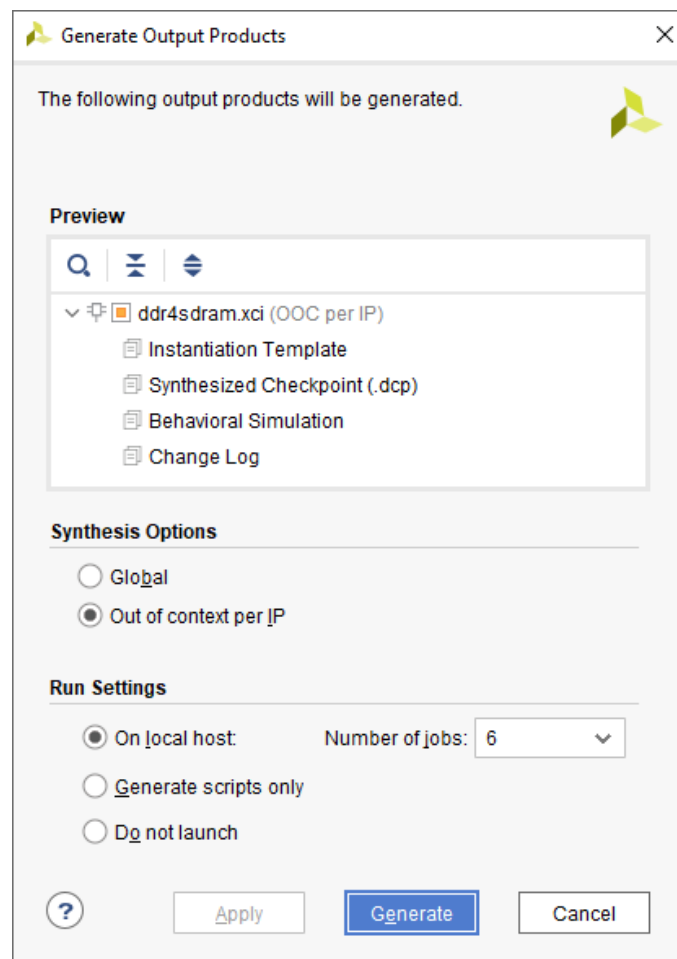 Generate Output Products
The following output products will be generated.
Preview
ddr4sdram.xci (OOC per IP)
Instantiation Template
Synthesized Checkpoint (.dcp)
Behavioral Simulation
Change Log
Synthesis Options
Global
Out of context per IP
Run Settings
On local host: Number of jobs: 6
Generate scripts only
Do not launch
? Apply Generate Cancel